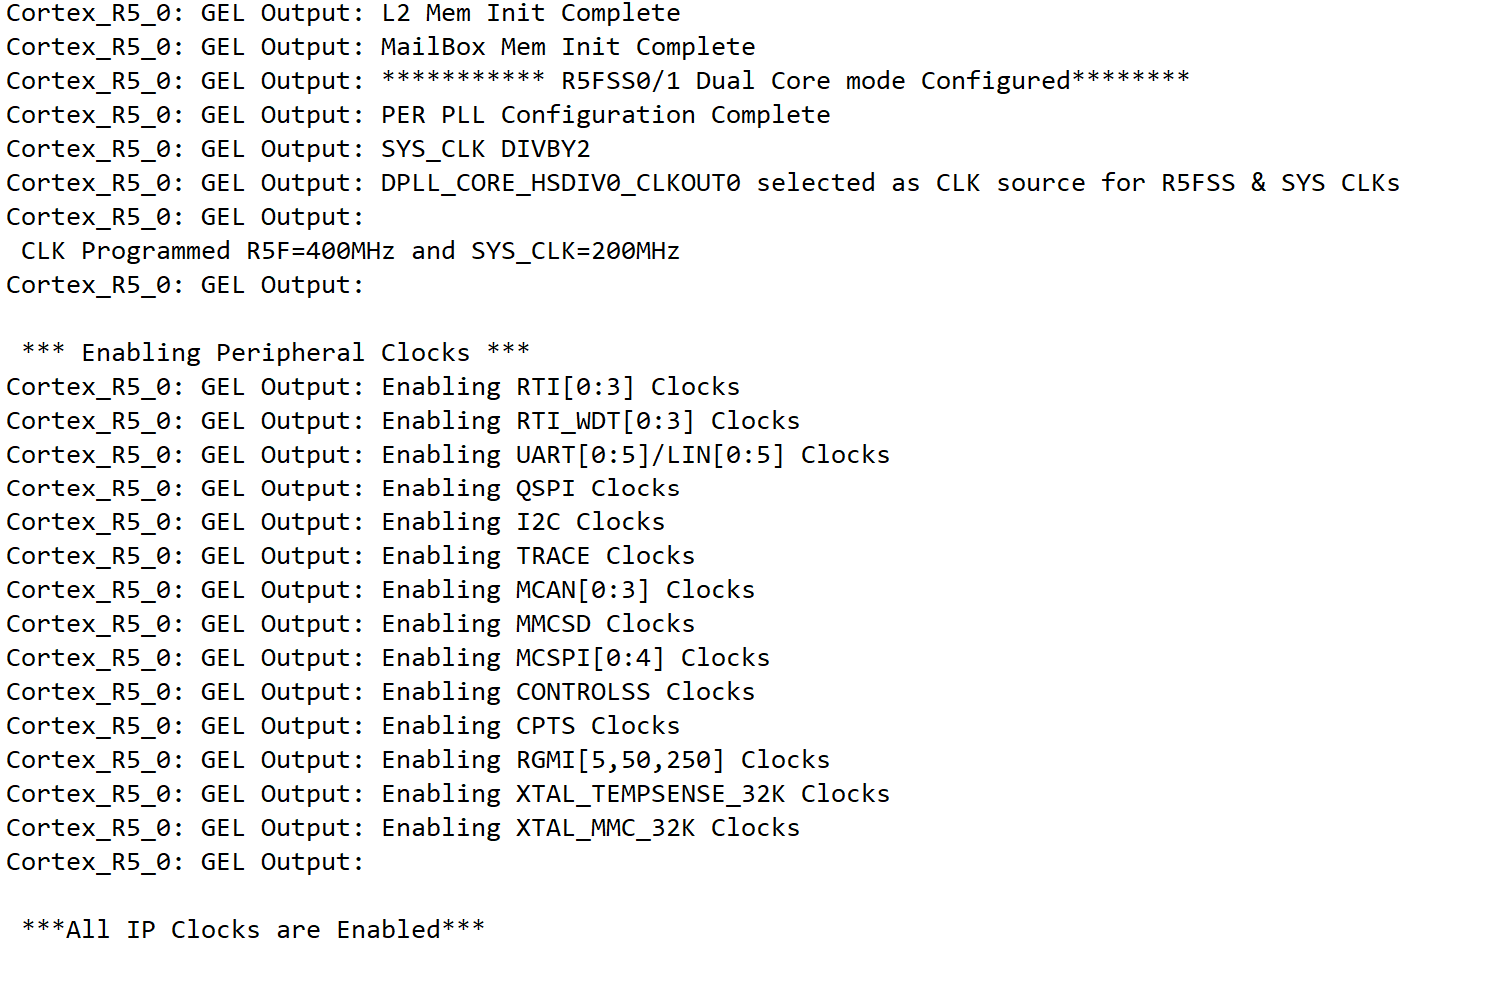 Cortex_R5_0: GEL Output: L2 Mem Init Complete
Cortex_R5_0: GEL Output: MailBox Mem Init Complete
Cortex_R5_0: GEL Output: *********** R5FSS0/1 Dual Core mode Configured********
Cortex_R5_0: GEL Output: PER PLL Configuration Complete
Cortex_R5_0: GEL Output: SYS_CLK DIVBY2
Cortex_R5_0: GEL Output: DPLL_CORE_HSDIV0_CLKOUT0 selected as CLK source for R5FSS & SYS CLKs
Cortex_R5_0: GEL Output:
CLK Programmed R5F=400MHz and SYS_CLK=200MHz
Cortex_R5_0: GEL Output:
*** Enabling Peripheral Clocks ***
Cortex_R5_0: GEL Output: Enabling RTI[0:3] Clocks
Cortex_R5_0: GEL Output: Enabling RTI_WDT[0:3] Clocks
Cortex_R5_0: GEL Output: Enabling UART[0:5]/LIN[0:5] Clocks
Cortex_R5_0: GEL Output: Enabling QSPI Clocks
Cortex_R5_0: GEL Output: Enabling I2C Clocks
Cortex_R5_0: GEL Output: Enabling TRACE Clocks
Cortex_R5_0: GEL Output: Enabling MCAN[0:3] Clocks
Cortex_R5_0: GEL Output: Enabling MMCSD Clocks
Cortex_R5_0: GEL Output: Enabling MCSPI[0:4] Clocks
Cortex_R5_0: GEL Output: Enabling CONTROLSS Clocks
Cortex_R5_0: GEL Output: Enabling CPTS Clocks
Cortex_R5_0: GEL Output: Enabling RGMI[5,50,250] Clocks
Cortex_R5_0: GEL Output: Enabling XTAL_TEMPSENSE_32K Clocks
Cortex_R5_0: GEL Output: Enabling XTAL_MMC_32K Clocks
Cortex_R5_0: GEL Output:
***All IP Clocks are Enabled***